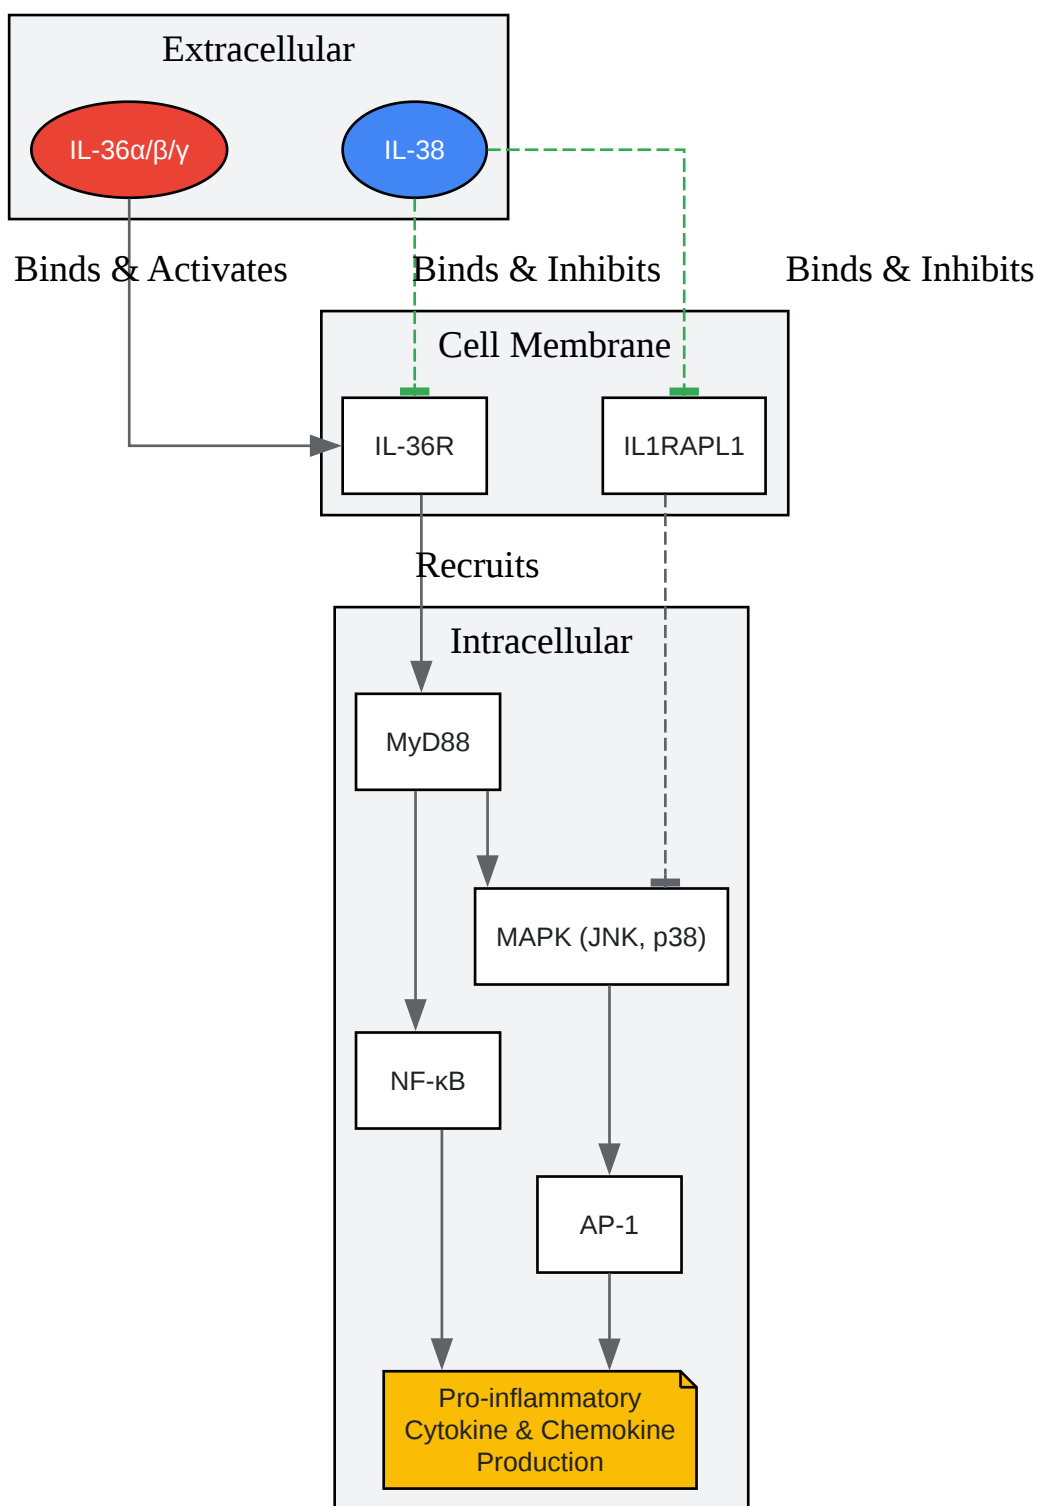 Extracellular
IL-36α/β/γ
IL-38
Binds & Activates
Binds & Inhibits
Binds & Inhibits
Cell Membrane
IL-36R
IL1RAPL1
Recruits
Intracellular
MyD88
MAPK (JNK, p38)
NF-κB
AP-1
Pro-inflammatory
Cytokine & Chemokine
Production